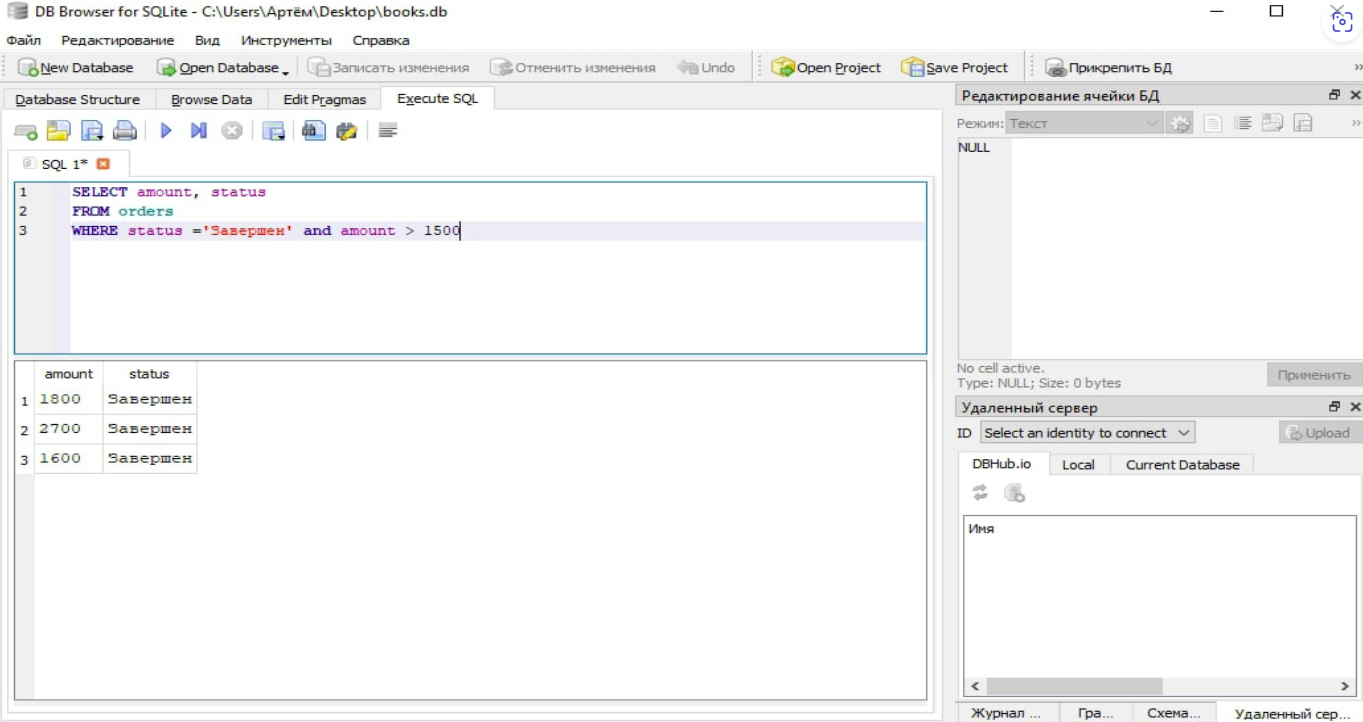 DB Browser for SQLite - C:\Users\Артём\Desktop\books.db
Файл Редактирование Вид Инструменты Справка
New Database Open Database Записать изменения Отменить изменения Undo Open Project Save Project Прикрепить БД »
Database Structure Browse Data Edit Pragmas Execute SQL
SQL 1*
1 SELECT amount, status
2 FROM orders
3 WHERE status ='Завершен' and amount > 1500
amount status
1 1800 Завершен
2 2700 Завершен
3 1600 Завершен
Редактирование ячейки БД
Режим: Текст »
NULL
No cell active.
Type: NULL; Size: 0 bytes
Применить
Удаленный сервер
ID Select an identity to connect Upload
DBHub.io Local Current Database
Имя
Журнал ... Гра... Схема... Удаленный сер...